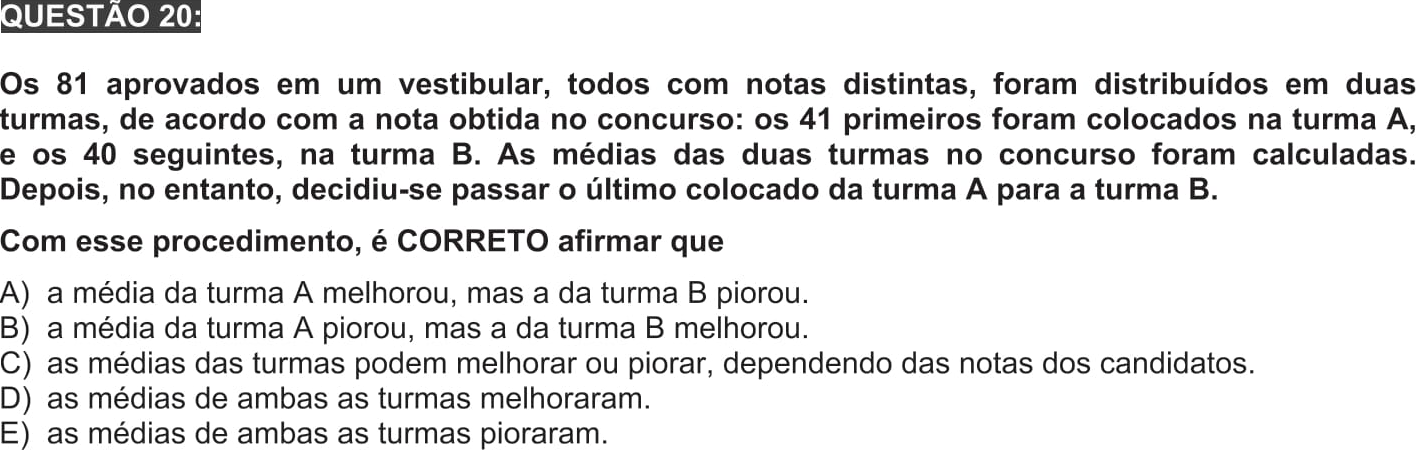 QUESTÃO 20:
Os 81 aprovados em um vestibular, todos com notas distintas, foram distribuídos em duas
turmas, de acordo com a nota obtida no concurso: os 41 primeiros foram colocados na turma A,
e os 40 seguintes, na turma B. As médias das duas turmas no concurso foram calculadas.
Depois, no entanto, decidiu-se passar o último colocado da turma A para a turma B.
Com esse procedimento, é CORRETO afirmar que
A) a média da turma A melhorou, mas a da turma B piorou.
B) a média da turma A piorou, mas a da turma B melhorou.
C) as médias das turmas podem melhorar ou piorar, dependendo das notas dos candidatos.
D) as médias de ambas as turmas melhoraram.
E) as médias de ambas as turmas pioraram.